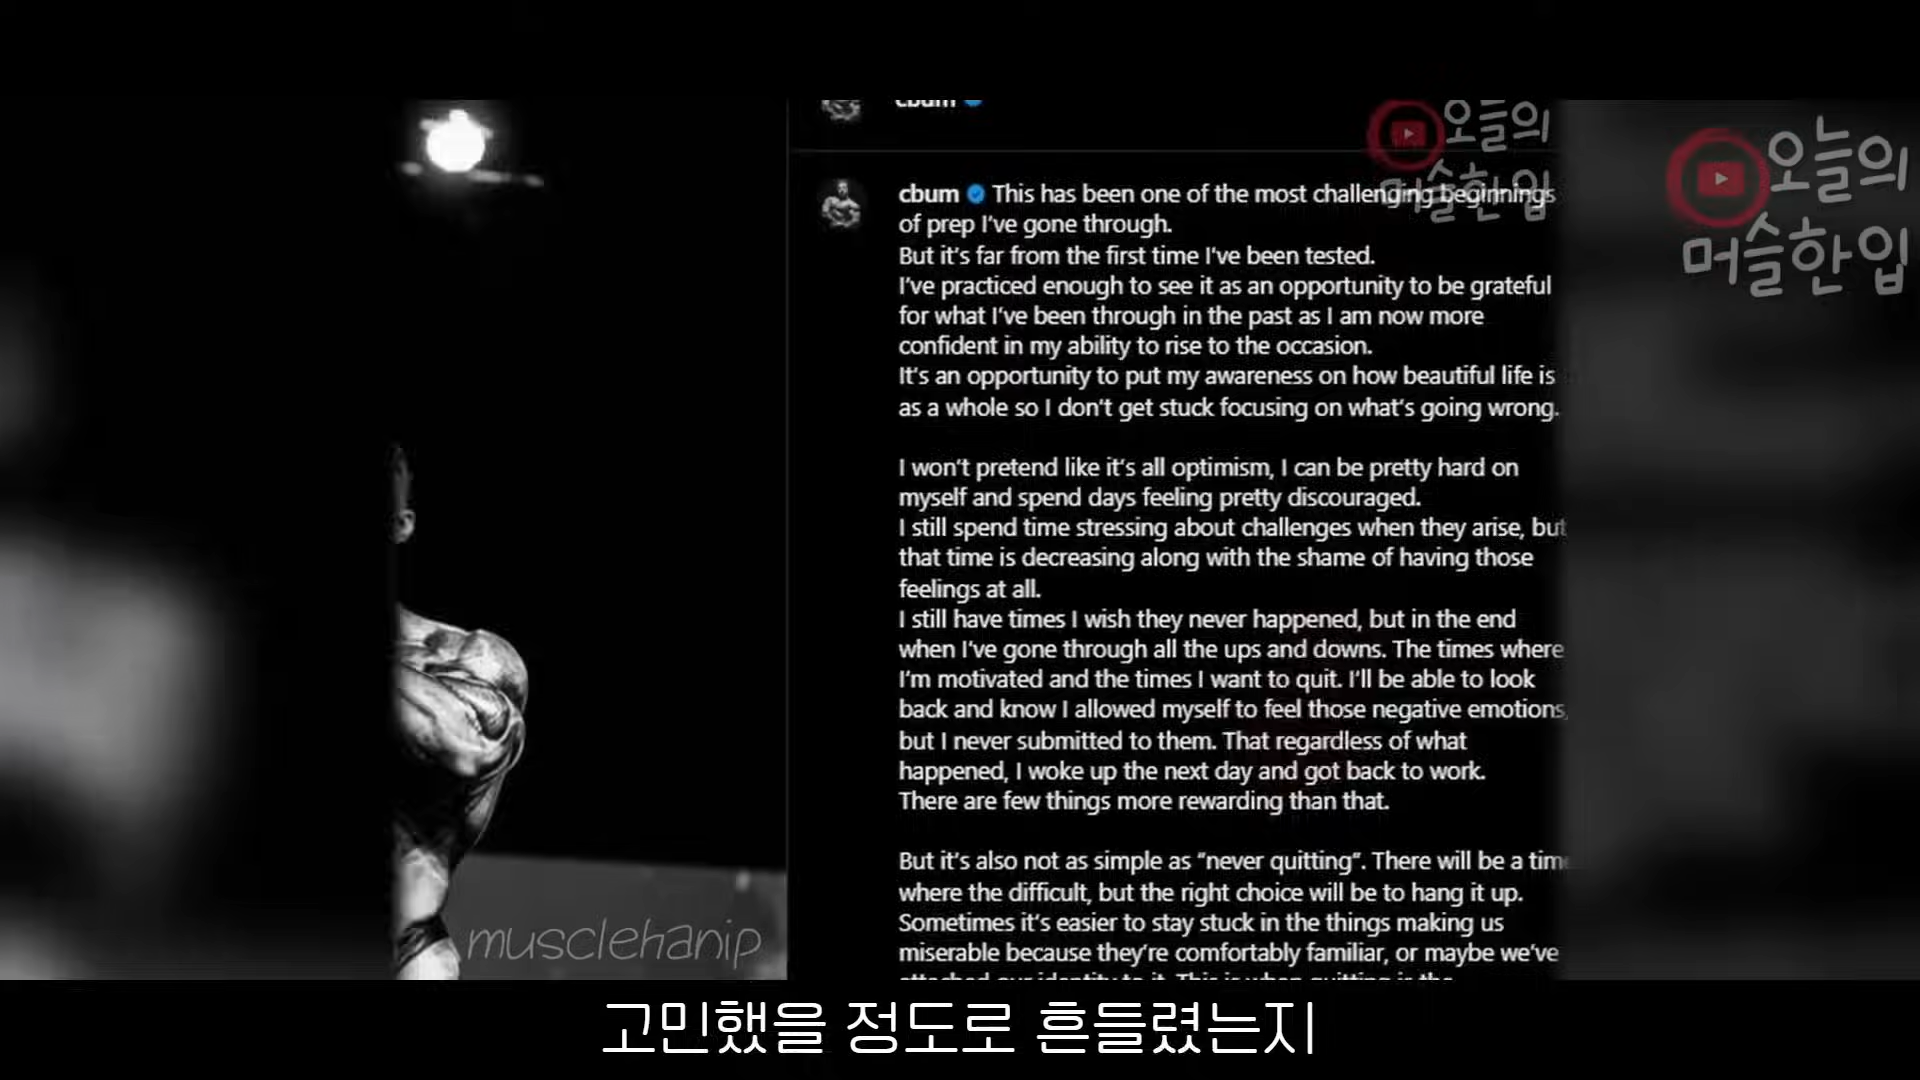 cbum
오늘의
머슬한입
오늘의
머슬한입
cbum This has been one of the most challenging beginnings
of prep I've gone through.
But it's far from the first time I've been tested.
I've practiced enough to see it as an opportunity to be grateful
for what I've been through in the past as I am now more
confident in my ability to rise to the occasion.
It's an opportunity to put my awareness on how beautiful life is
as a whole so I don't get stuck focusing on what's going wrong.
I won't pretend like it's all optimism, I can be pretty hard on
myself and spend days feeling pretty discouraged.
I still spend time stressing about challenges when they arise, but
that time is decreasing along with the shame of having those
feelings at all.
I still have times I wish they never happened, but in the end
when I've gone through all the ups and downs. The times where
I'm motivated and the times I want to quit. I'll be able to look
back and know I allowed myself to feel those negative emotions,
but I never submitted to them. That regardless of what
happened, I woke up the next day and got back to work.
There are few things more rewarding than that.
But it's also not as simple as "never quitting". There will be a time
where the difficult, but the right choice will be to hang it up.
Sometimes it's easier to stay stuck in the things making us
miserable because they're comfortably familiar, or maybe we've
attached our identity to it. This is when quitting is the
musclehanip
고민했을 정도로 흔들렸는지